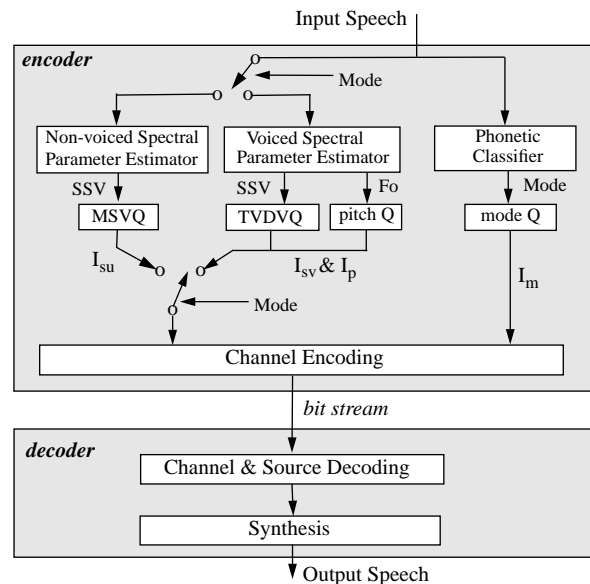 Input Speech
encoder
Mode
Non-voiced Spectral
Parameter Estimator
Voiced Spectral
Parameter Estimator
Phonetic
Classifier
SSV
SSV
Fo
Mode
MSVQ
TVDVQ
pitch Q
mode Q
Isu
Isv & Ip
Im
Mode
Channel Encoding
bit stream
decoder
Channel & Source Decoding
Synthesis
Output Speech